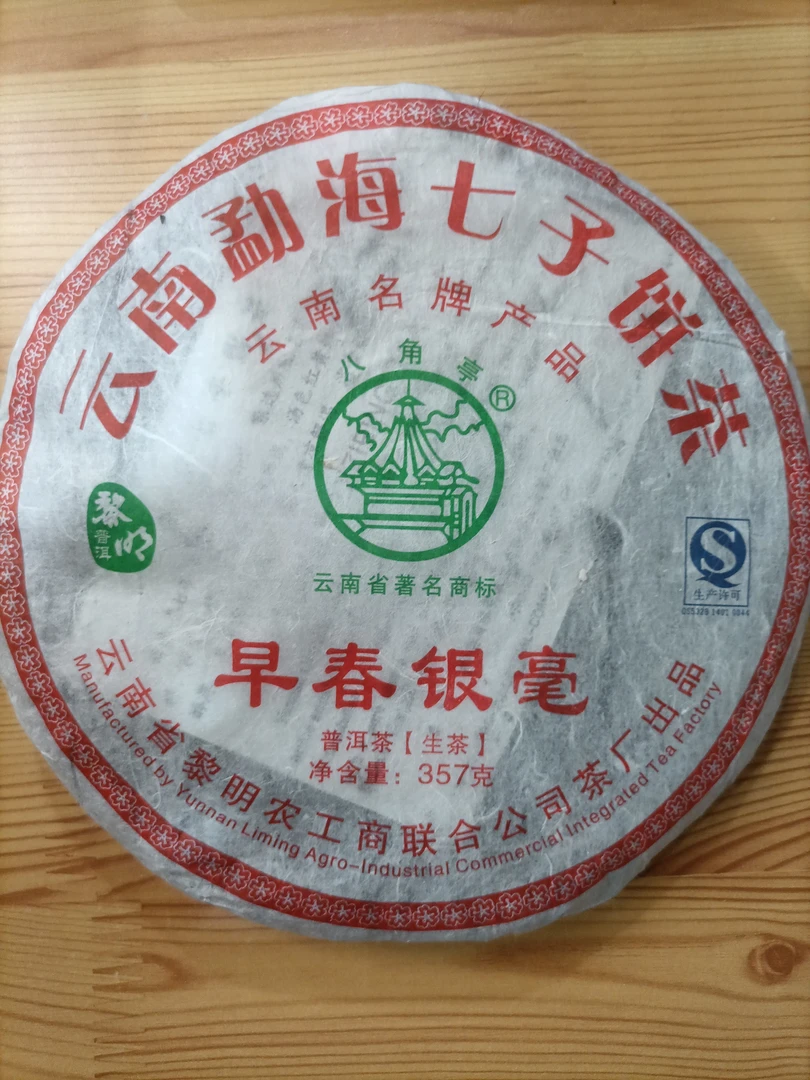 云南勐海七子饼茶
云南名牌产品
八角亭®
黎明
普洱
云南省著名商标
S
生产许可
早春银毫
普洱茶【生茶】
净含量：357克
云南省黎明农工商联合公司茶厂出品
Manufactured by Yunnan Liming Agro-Industrial Commercial Integrated Tea Factory